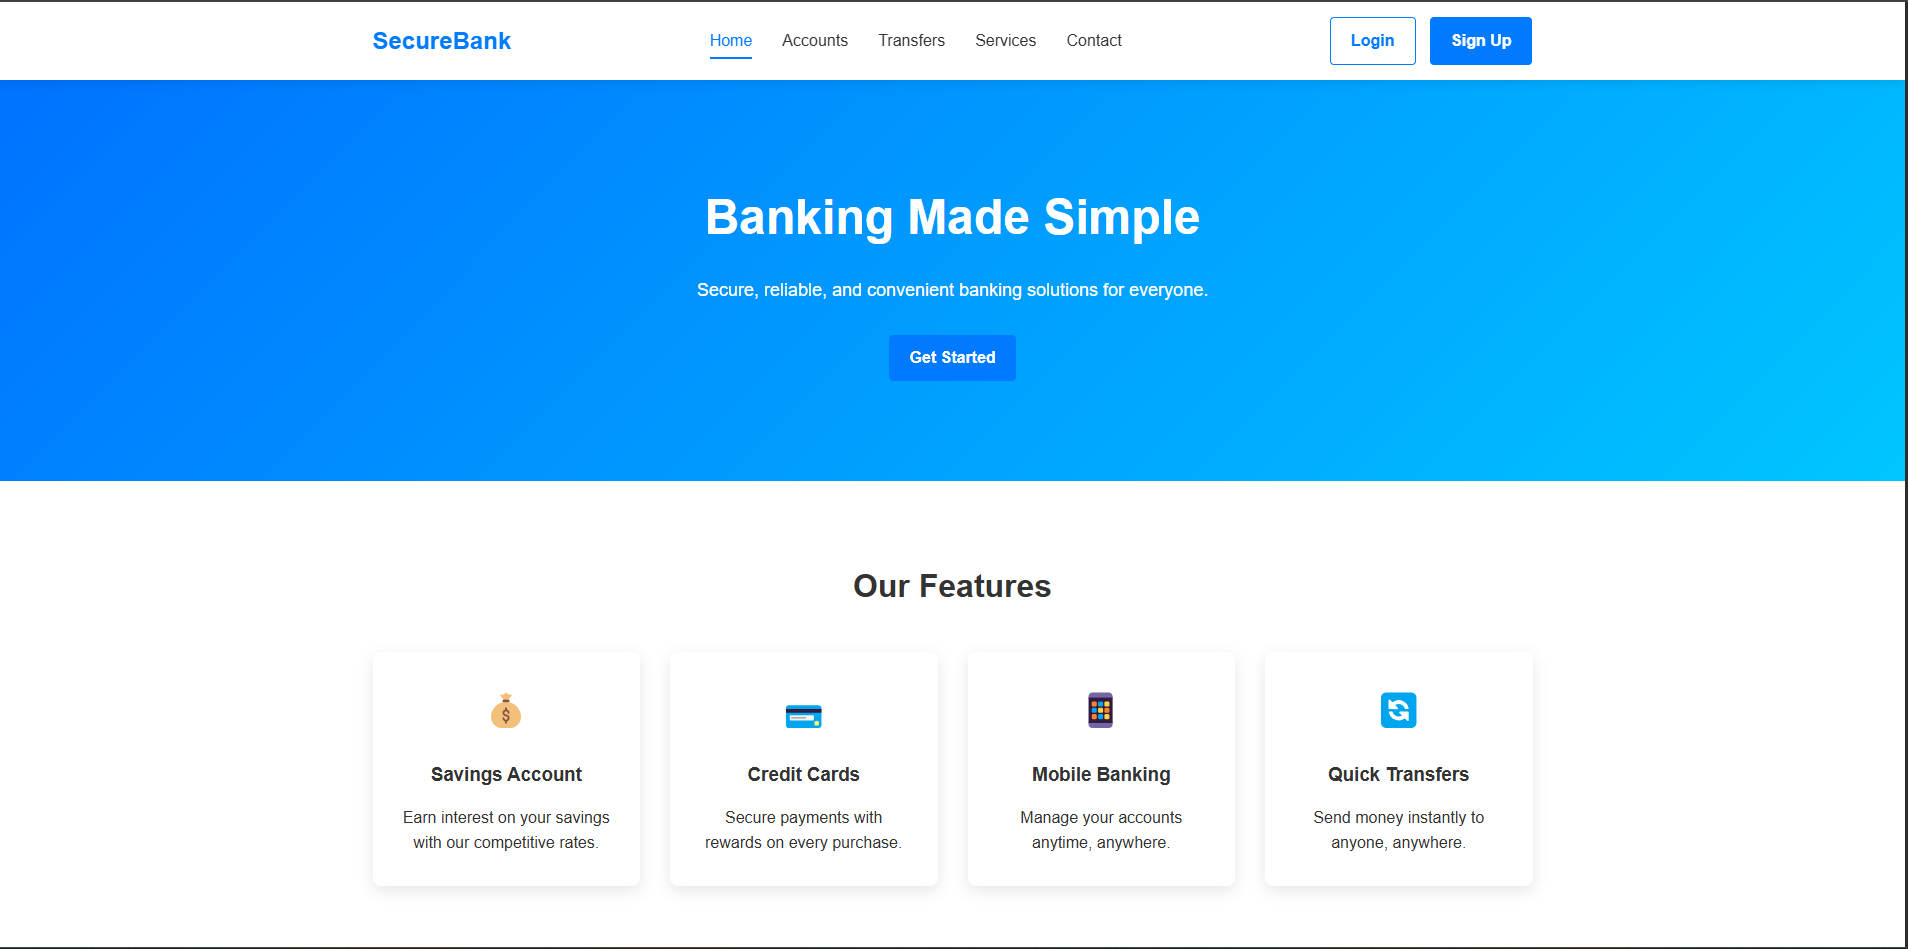 SecureBank
Home
Accounts
Transfers
Services
Contact
Login
Sign Up
Banking Made Simple
Secure, reliable, and convenient banking solutions for everyone.
Get Started
Our Features
$
Savings Account
Earn interest on your savings
with our competitive rates.
Credit Cards
Secure payments with
rewards on every purchase.
Mobile Banking
Manage your accounts
anytime, anywhere.
Quick Transfers
Send money instantly to
anyone, anywhere.